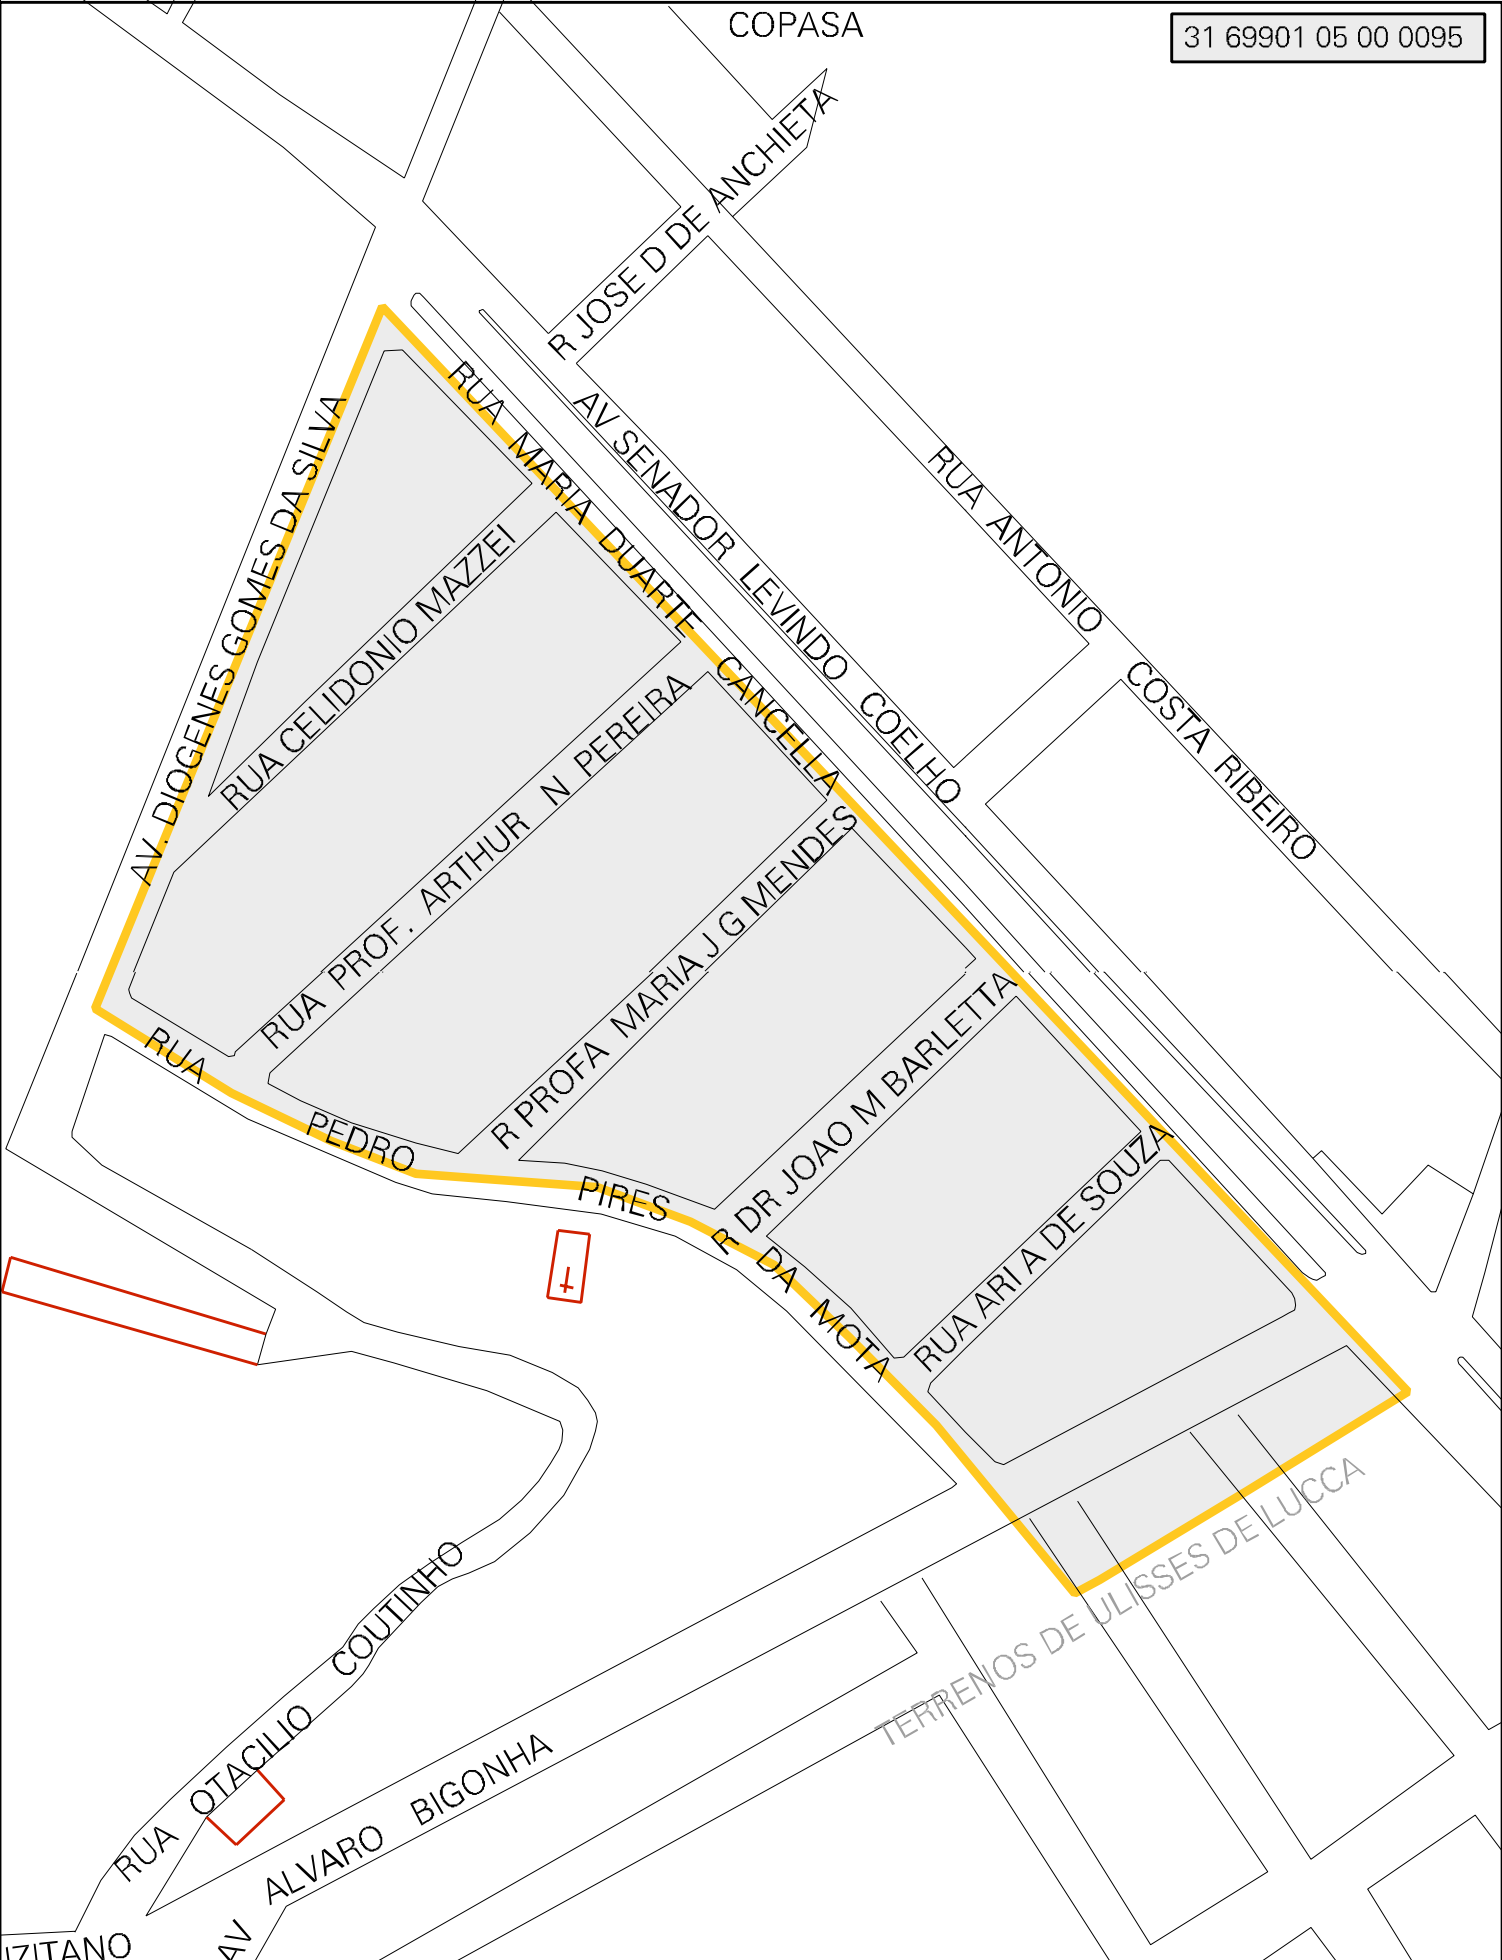 COPASA
31 69901 05 00 0095
R JOSE D DE ANCHIETA
RUA MARIA DUARTE CANCELLA
AV SENADOR LEVINDO COELHO
RUA ANTONIO COSTA RIBEIRO
AV. DIOGENES GOMES DA SILVA
RUA CELIDONIO MAZZEI
RUA PROF. ARTHUR N PEREIRA
R PROFA MARIA J G MENDES
R DR JOAO M BARLETTA
RUA ARI A DE SOUZA
RUA PEDRO PIRES DA MOTA
TERRENOS DE ULISSES DE LUCCA
RUA OTACILIO COUTINHO
AV ALVARO BIGONHA